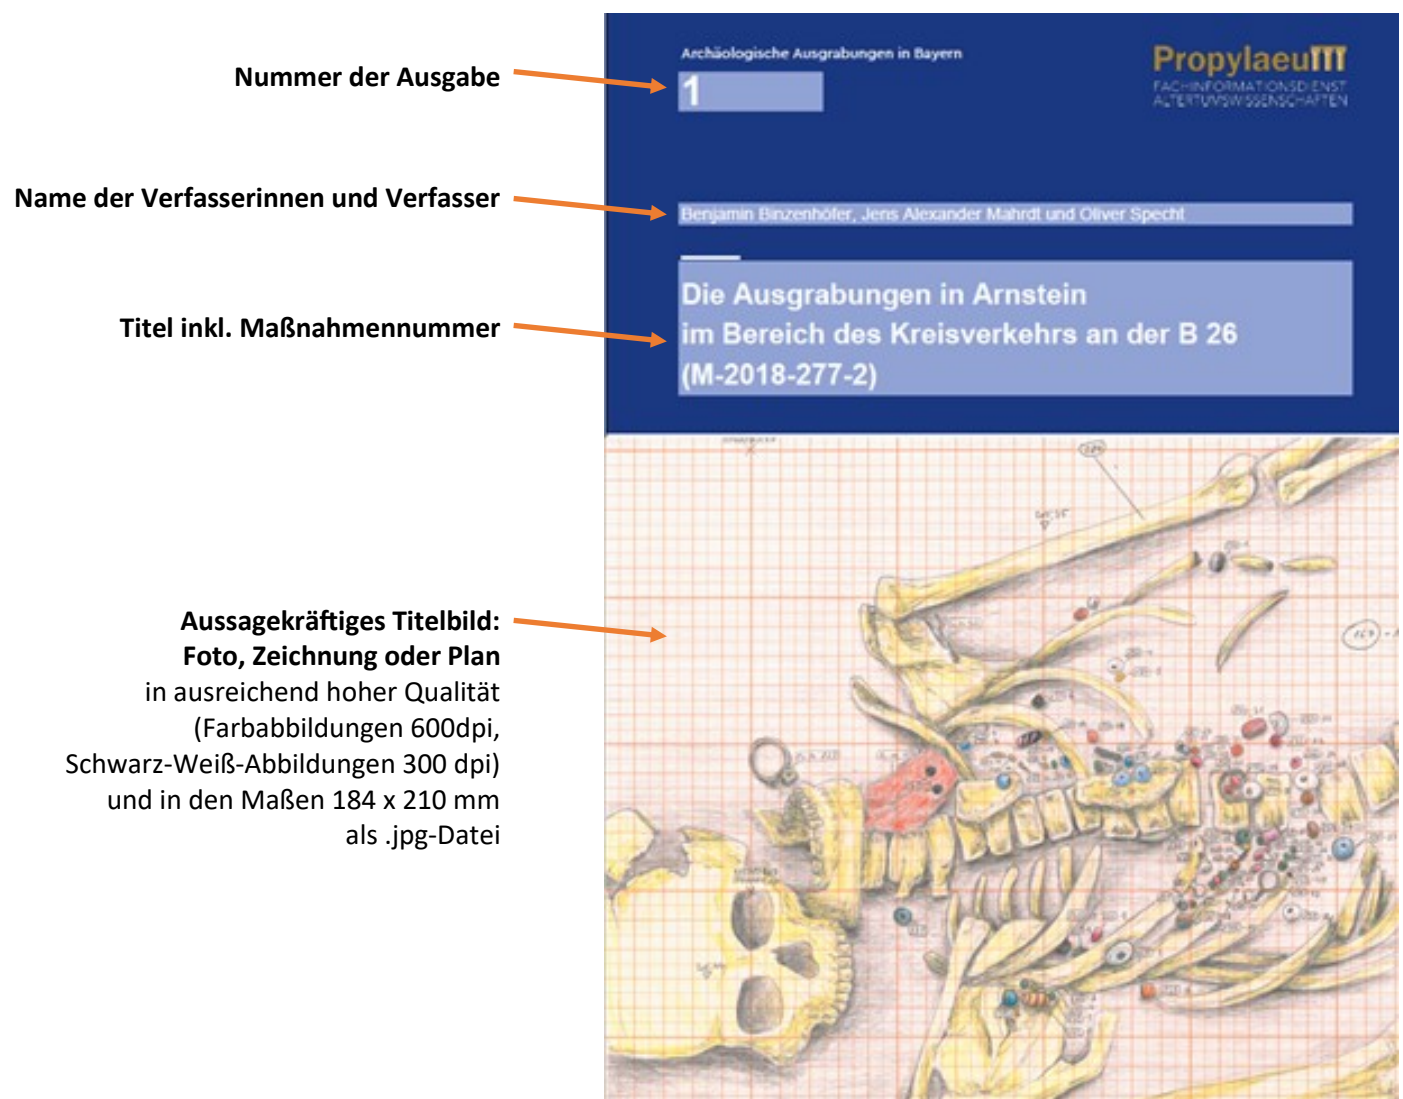 Nummer der Ausgabe
Name der Verfasserinnen und Verfasser
Titel inkl. Maßnahmennummer
Aussagekräftiges Titelbild:
Foto, Zeichnung oder Plan
in ausreichend hoher Qualität
(Farbabbildungen 600dpi,
Schwarz-Weiß-Abbildungen 300 dpi)
und in den Maßen 184 x 210 mm
als .jpg-Datei
Archäologische Ausgrabungen in Bayern
1
Propylaeum
FACHINFORMATIONSDIENST
ALTERTUMSWISSENSCHAFTEN
Benjamin Binzenhöfer, Jens Alexander Mahrdt und Oliver Specht
Die Ausgrabungen in Arnstein
im Bereich des Kreisverkehrs an der B 26
(M-2018-277-2)